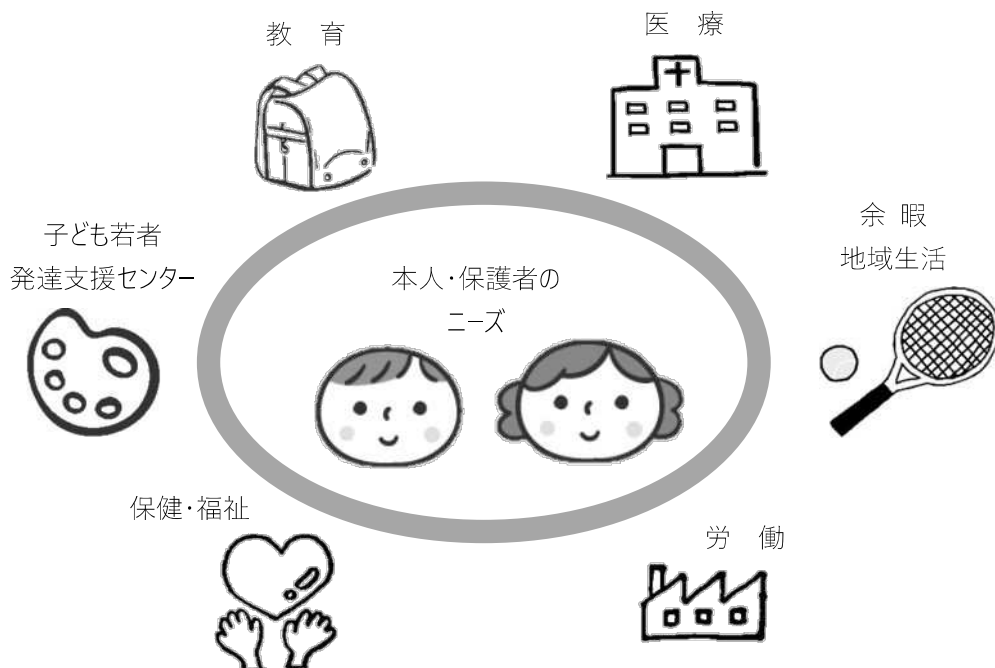 教　育
医　療
子ども若者
発達支援センター
余 暇
地域生活
本人・保護者の
ニーズ
保健・福祉
労　働